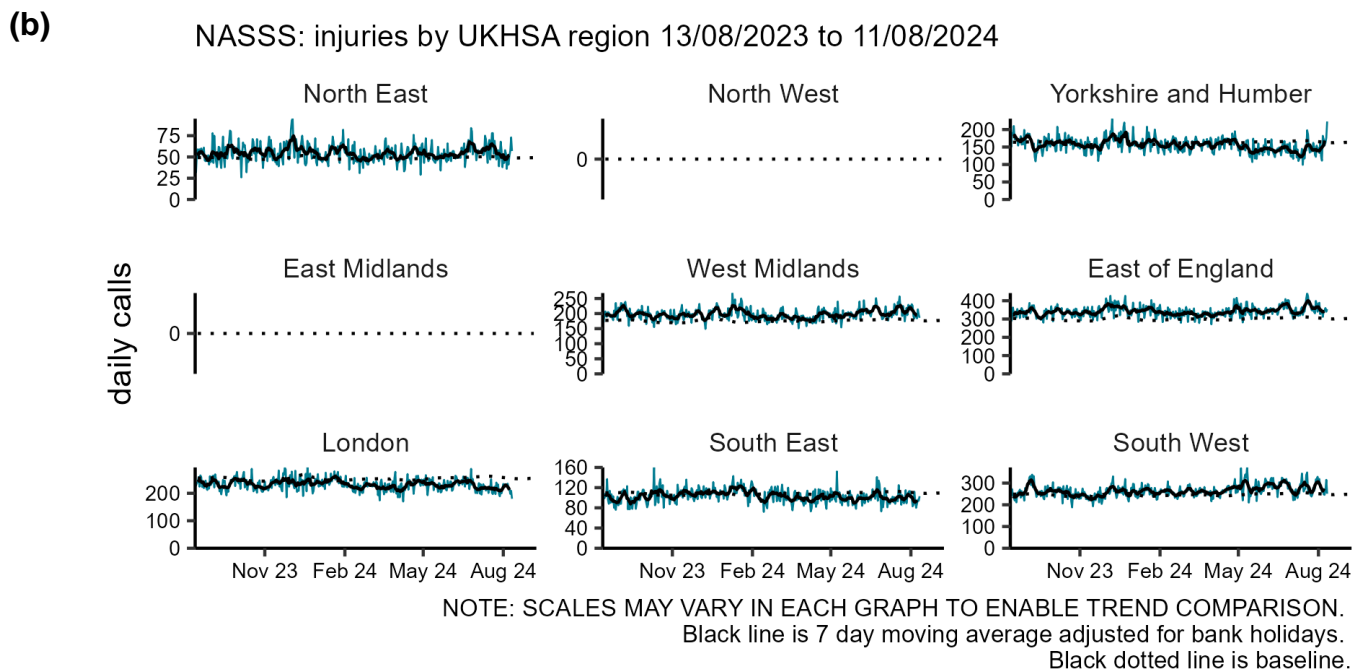 (b)
NASSS: injuries by UKHSA region 13/08/2023 to 11/08/2024
North East
North West
Yorkshire and Humber
75
50
25
0
0
200
150
100
50
0
East Midlands
West Midlands
East of England
0
250
200
150
100
50
0
400
300
200
100
0
daily calls
London
South East
South West
200
100
0
160
120
80
40
0
300
200
100
0
Nov 23 Feb 24 May 24 Aug 24
Nov 23 Feb 24 May 24 Aug 24
Nov 23 Feb 24 May 24 Aug 24
NOTE: SCALES MAY VARY IN EACH GRAPH TO ENABLE TREND COMPARISON.
Black line is 7 day moving average adjusted for bank holidays.
Black dotted line is baseline.